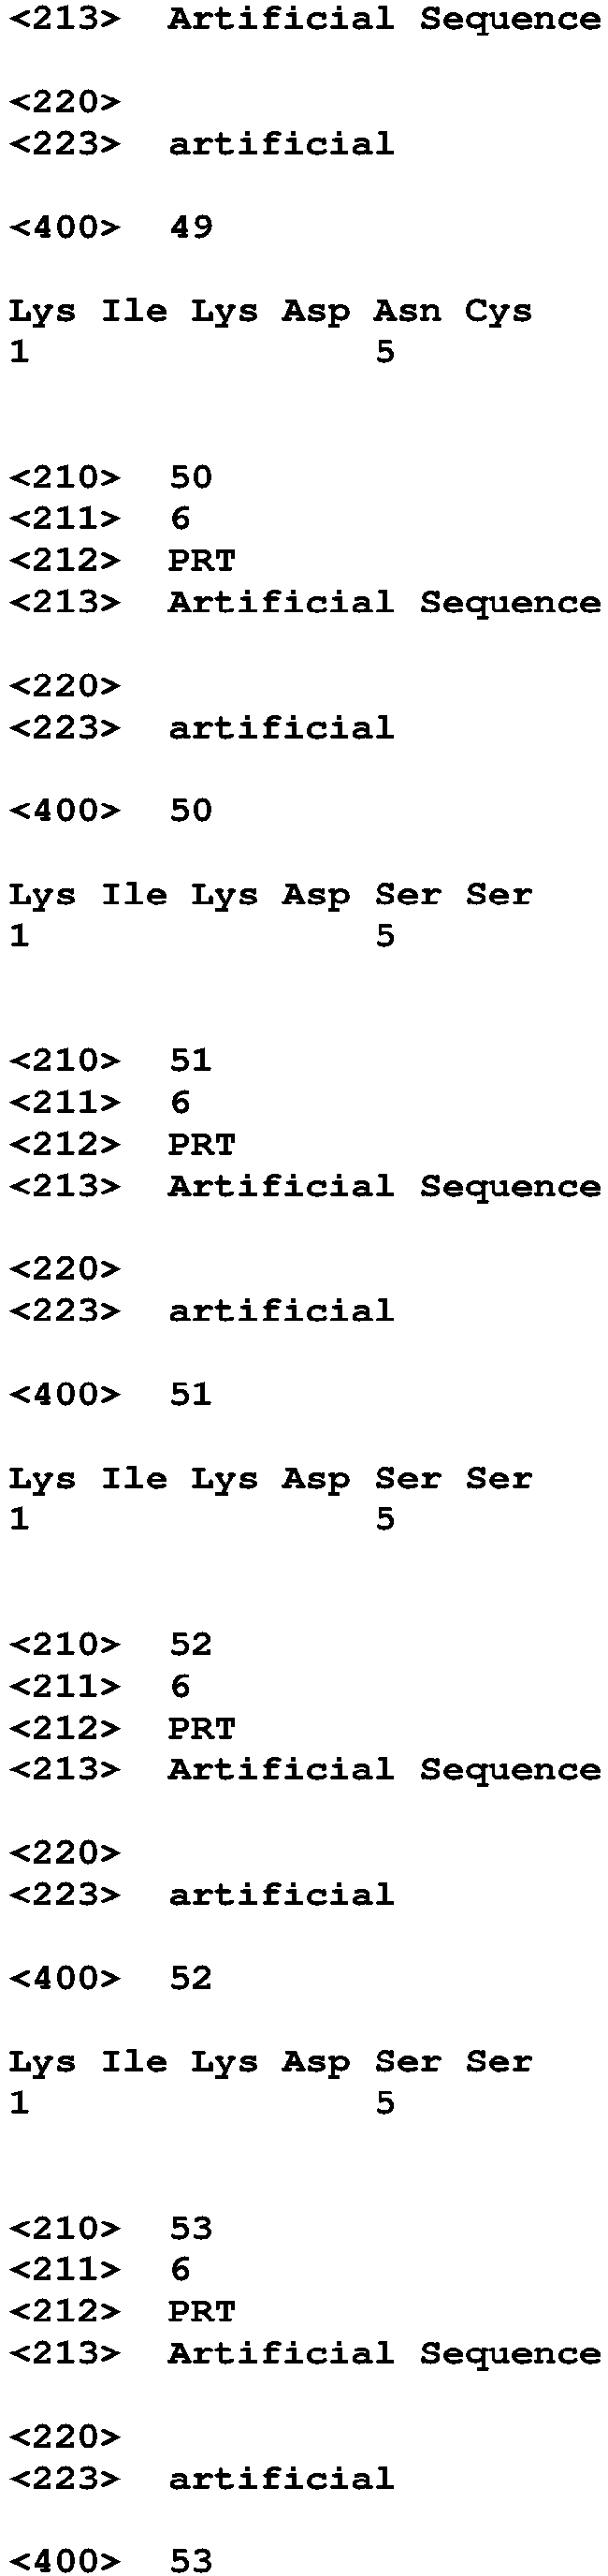 <213>  Artificial Sequence
<220>
<223>  artificial
<400>  49
Lys Ile Lys Asp Asn Cys
1               5
<210>  50
<211>  6
<212>  PRT
<213>  Artificial Sequence
<220>
<223>  artificial
<400>  50
Lys Ile Lys Asp Ser Ser
1               5
<210>  51
<211>  6
<212>  PRT
<213>  Artificial Sequence
<220>
<223>  artificial
<400>  51
Lys Ile Lys Asp Ser Ser
1               5
<210>  52
<211>  6
<212>  PRT
<213>  Artificial Sequence
<220>
<223>  artificial
<400>  52
Lys Ile Lys Asp Ser Ser
1               5
<210>  53
<211>  6
<212>  PRT
<213>  Artificial Sequence
<220>
<223>  artificial
<400>  53